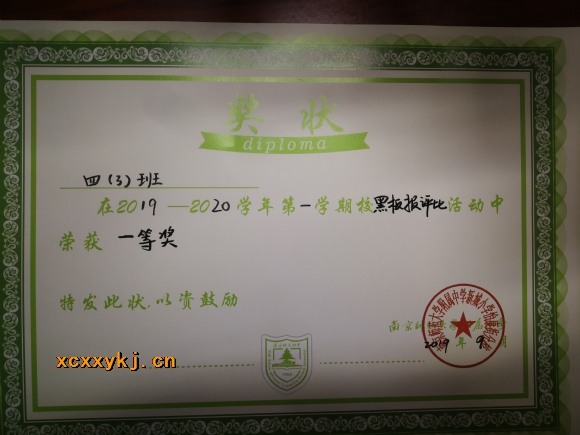 奖状
diploma
四(3)班
在2019—2020学年第一学期校黑板报评比活动中
荣获 一等奖
特发此状,以资鼓励
2019年9月
xcxxykj.cn